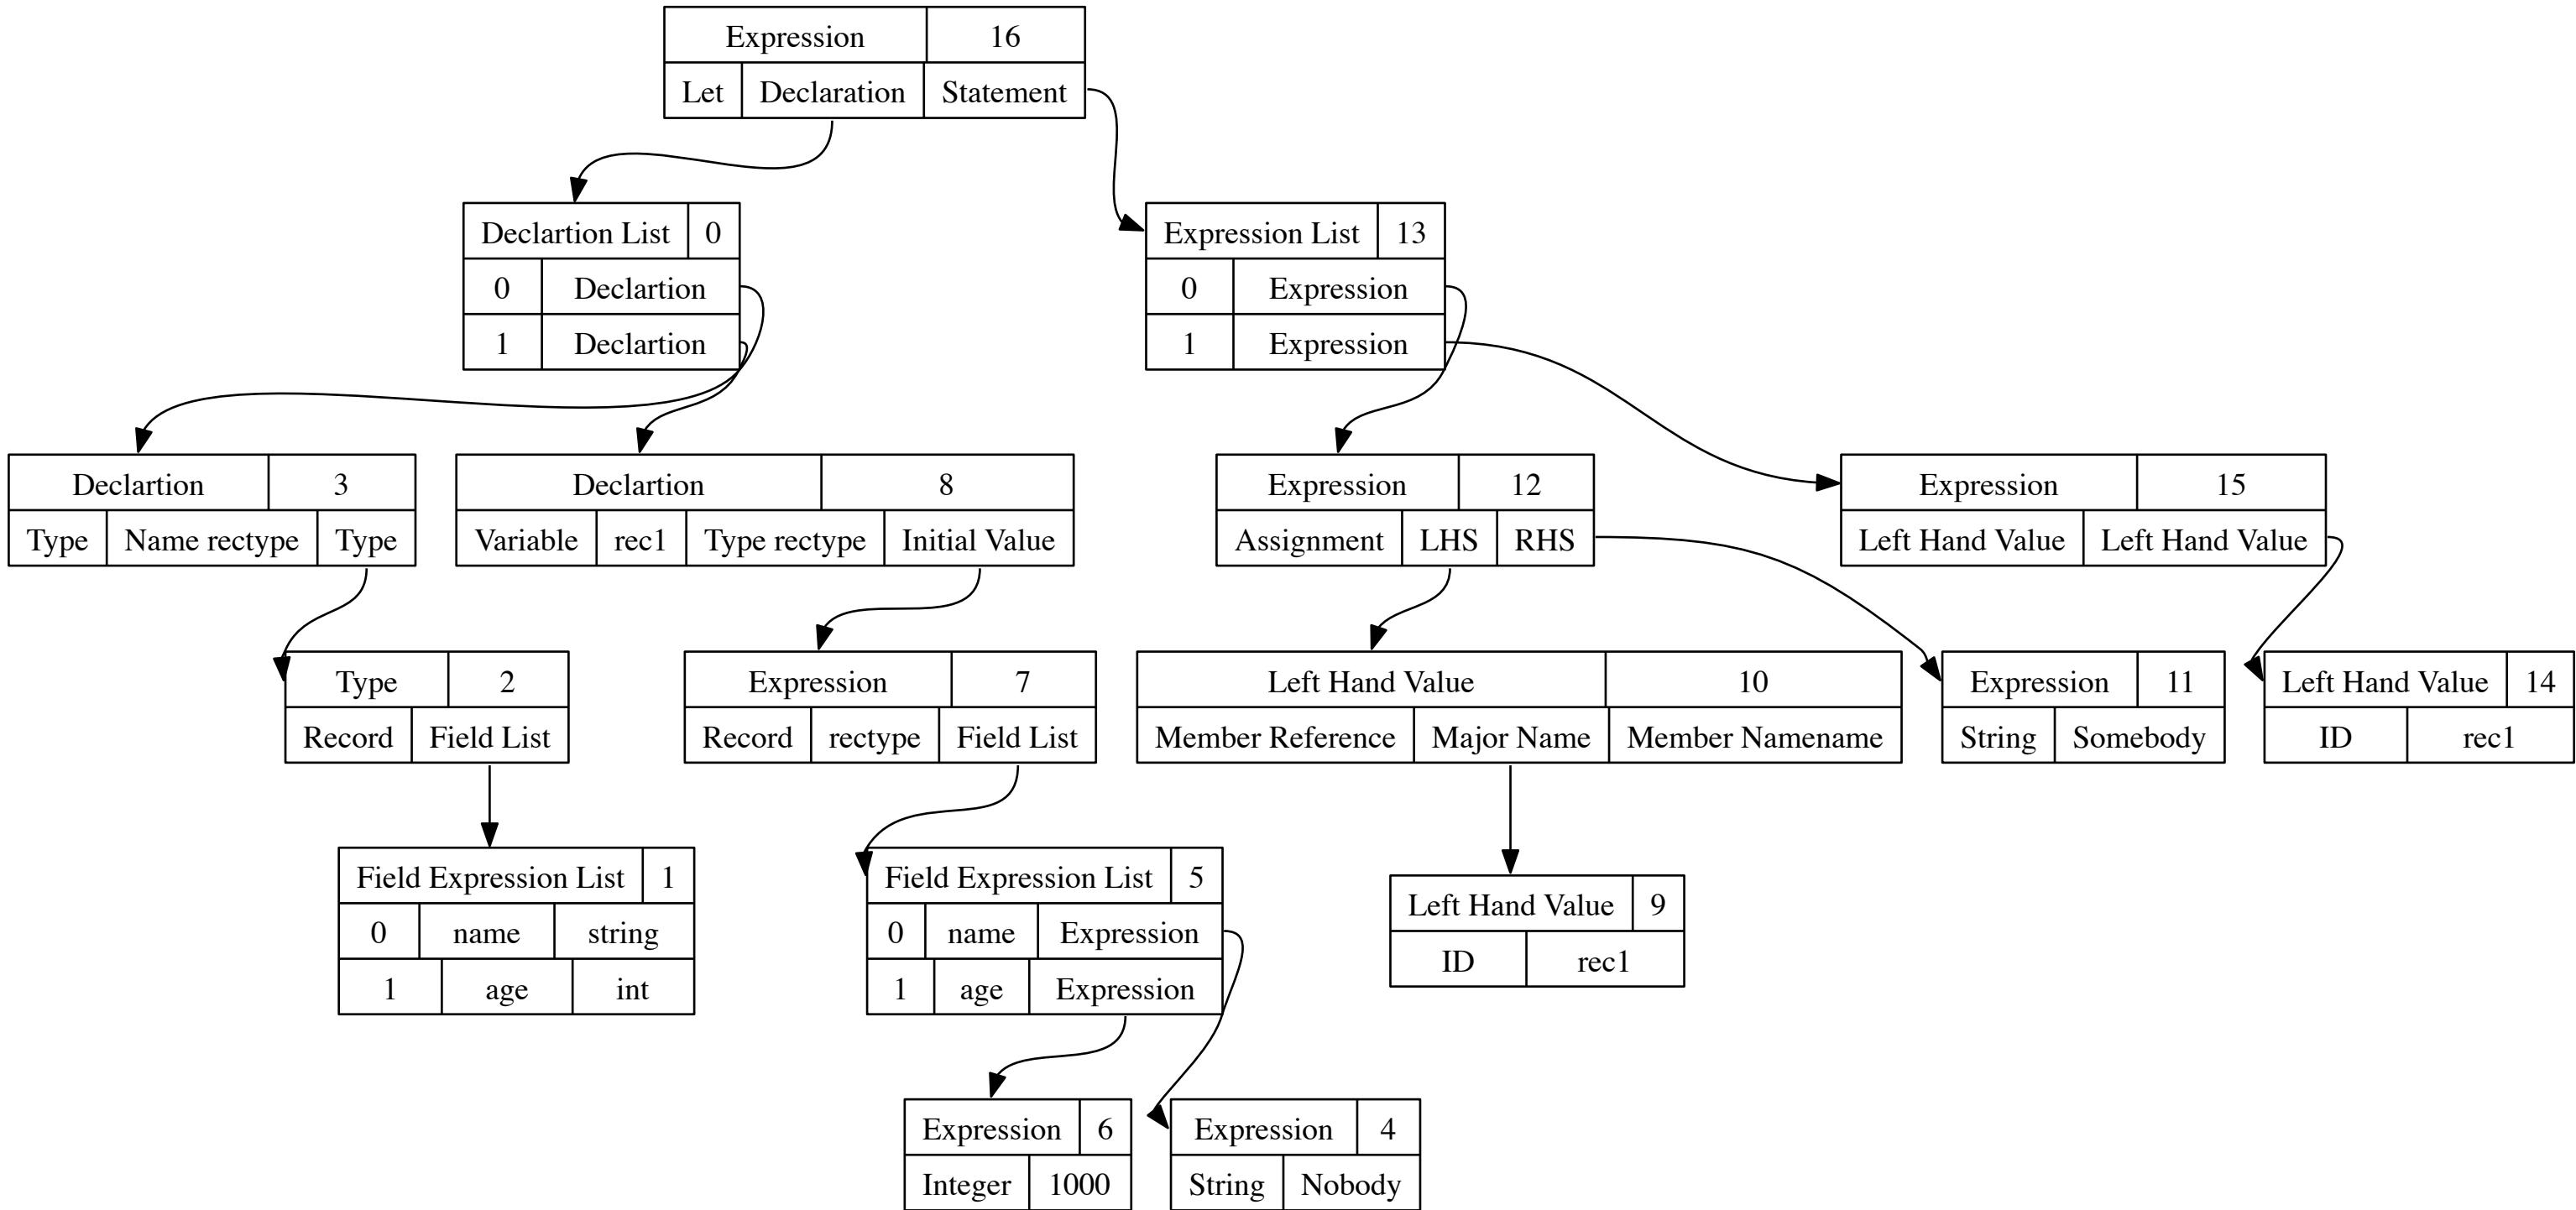 Expression 16
Let Declaration Statement
Declartion List 0
0 Declartion
1 Declartion
Expression List 13
0 Expression
1 Expression
Declartion 3
Type Name rectype Type
Declartion 8
Variable rec1 Type rectype Initial Value
Expression 12
Assignment LHS RHS
Expression 15
Left Hand Value Left Hand Value
Type 2
Record Field List
Expression 7
Record rectype Field List
Left Hand Value 10
Member Reference Major Name Member Namename
Expression 11
String Somebody
Left Hand Value 14
ID rec1
Field Expression List 1
0 name string
1 age int
Field Expression List 5
0 name Expression
1 age Expression
Left Hand Value 9
ID rec1
Expression 6
Integer 1000
Expression 4
String Nobody